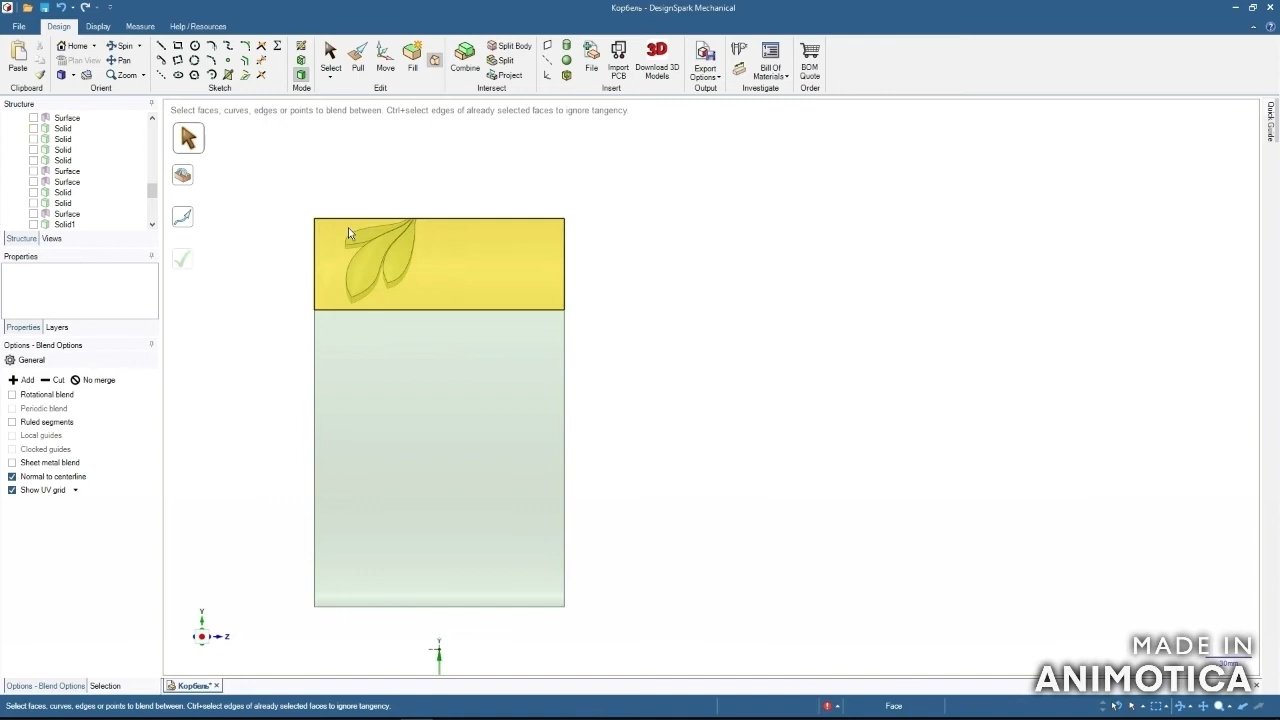 Корбель - DesignSpark Mechanical
File Design Display Measure Help / Resources
Paste
Home Spin
Plan View Pan
Zoom
Select Pull Move Fill
Combine
Split Body
Split
Project
File Import PCB Download 3D Models
3D
Export Options
Bill Of Materials
BOM Quote
Clipboard Orient Sketch Mode Edit Intersect Insert Output Investigate Order
Structure
Surface
Solid
Solid
Solid
Solid
Surface
Surface
Solid
Solid
Surface
Solid1
Structure Views
Properties
Properties Layers
Options - Blend Options
General
Add Cut No merge
Rotational blend
Periodic blend
Ruled segments
Local guides
Clocked guides
Sheet metal blend
Normal to centerline
Show UV grid
Options - Blend Options Selection
Select faces, curves, edges or points to blend between. Ctrl+select edges of already selected faces to ignore tangency.
Quick Guide
Y
Z
Y
MADE IN
ANIMOTICA
30mm
Корбель*
Select faces, curves, edges or points to blend between. Ctrl+select edges of already selected faces to ignore tangency.
Face